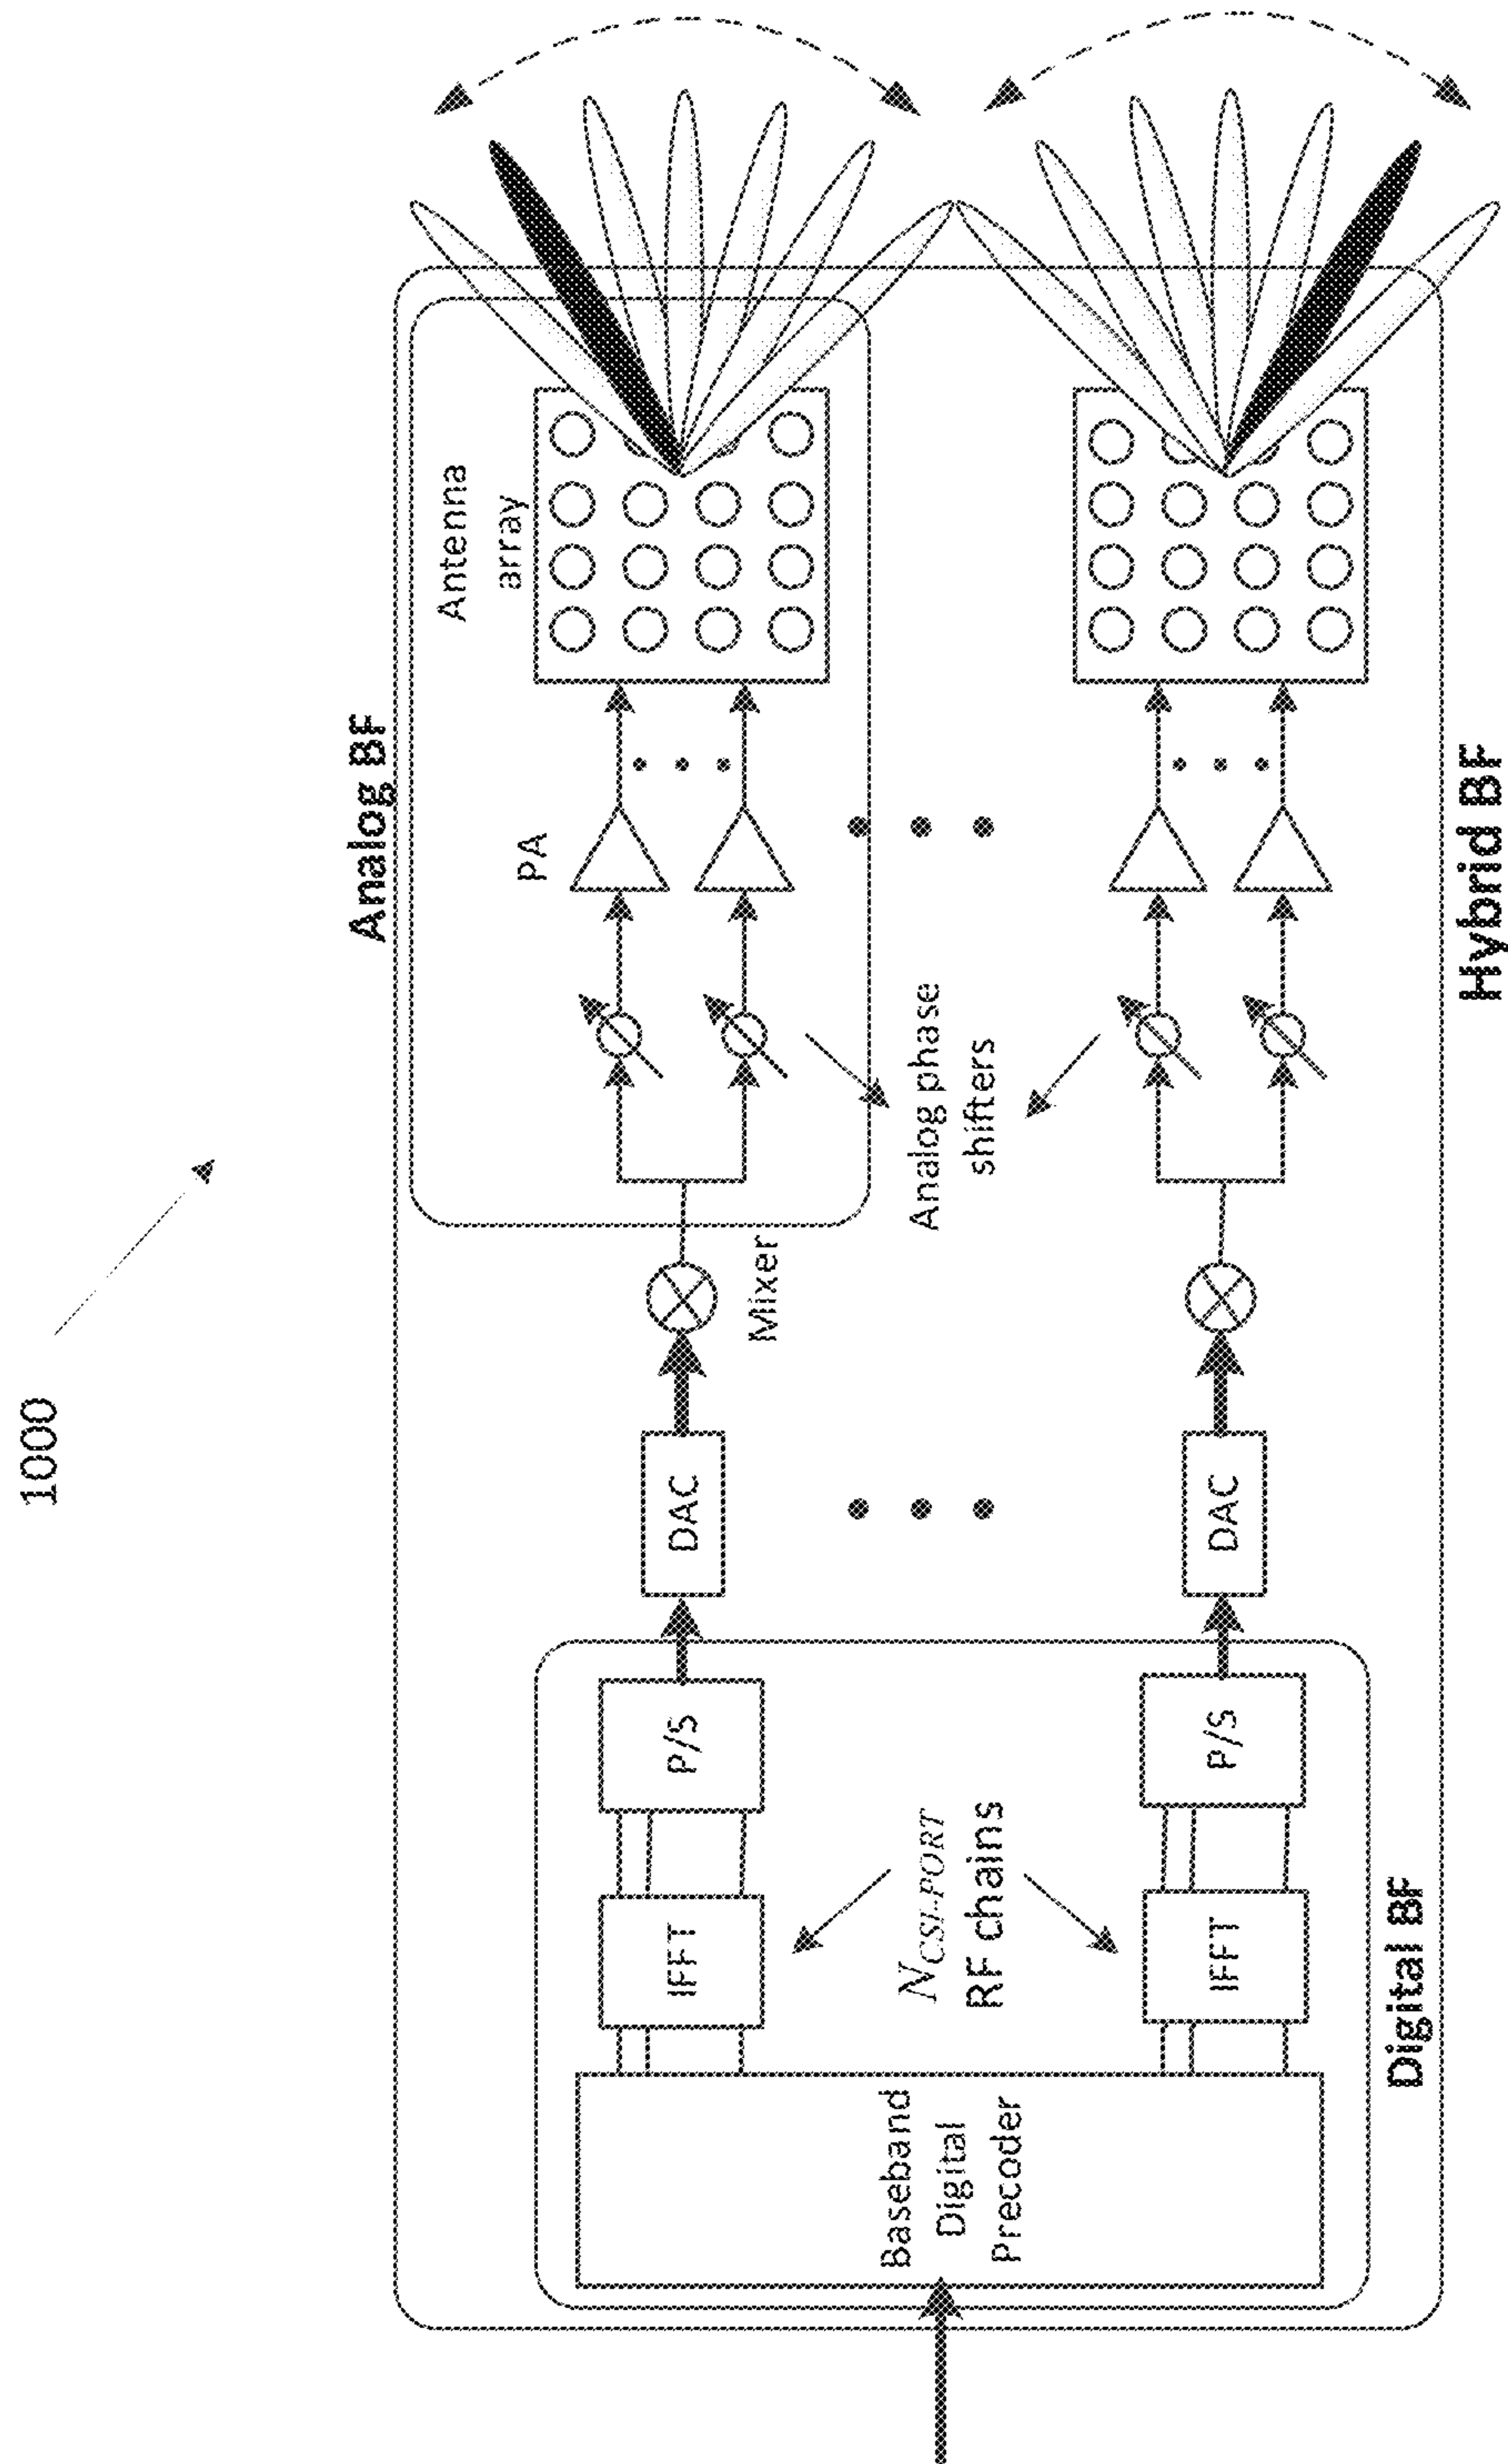 1000
Analog BF
Antenna
array
PA
Mixer
Analog phase
shifters
DAC
DAC
P/S
P/S
IFFT
IFFT
N_CSI-PORT
RF chains
Baseband
Digital
Precoder
Digital BF
Hybrid BF